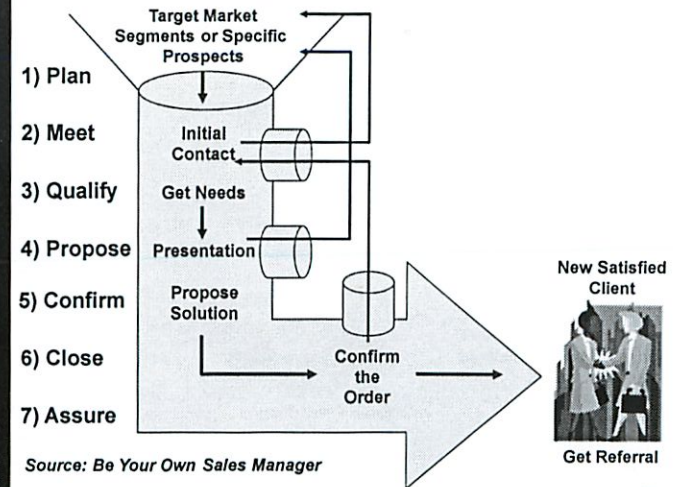 Target Market
Segments or Specific
Prospects
1) Plan
2) Meet
Initial
Contact
3) Qualify
Get Needs
4) Propose
Presentation
5) Confirm
Propose
Solution
6) Close
Confirm
the
Order
7) Assure
New Satisfied
Client
Get Referral
Source: Be Your Own Sales Manager